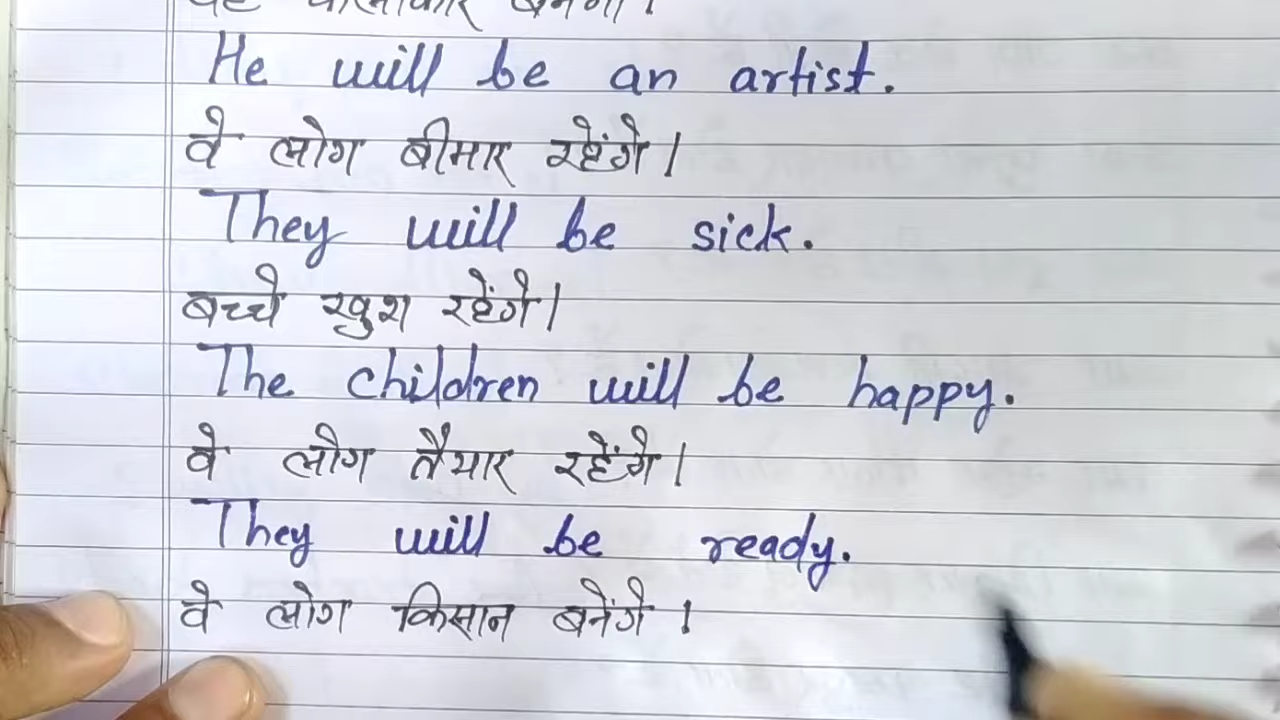 बनेगा।
He will be an artist.
वे लोग बीमार रहेंगे।
They will be sick.
बच्चे खुश रहेंगे।
The children will be happy.
वे लोग तैयार रहेंगे।
They will be ready.
वे लोग किसान बनेंगे।